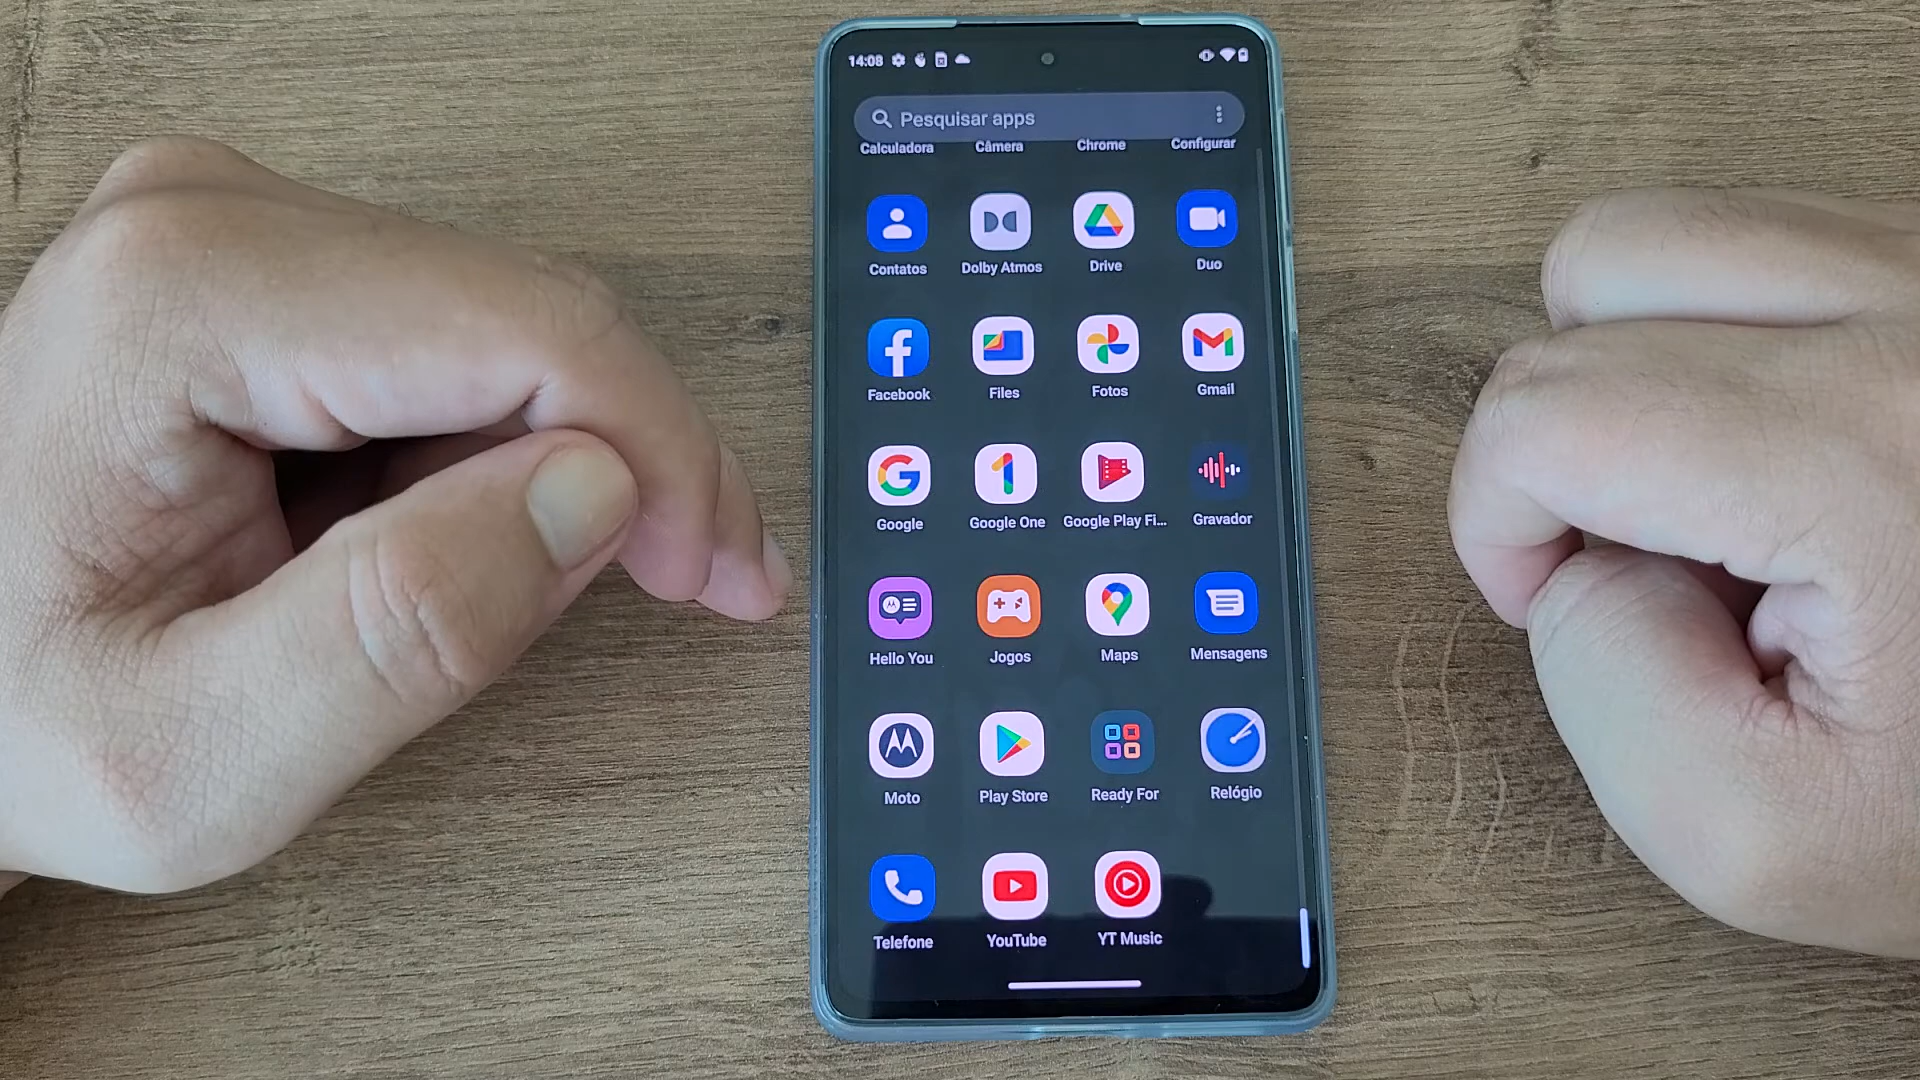 14:08
Pesquisar apps
Calculadora Câmera Chrome Configurar
Contatos Dolby Atmos Drive Duo
Facebook Files Fotos Gmail
Google Google One Google Play Fi... Gravador
Hello You Jogos Maps Mensagens
Moto Play Store Ready For Relógio
Telefone YouTube YT Music